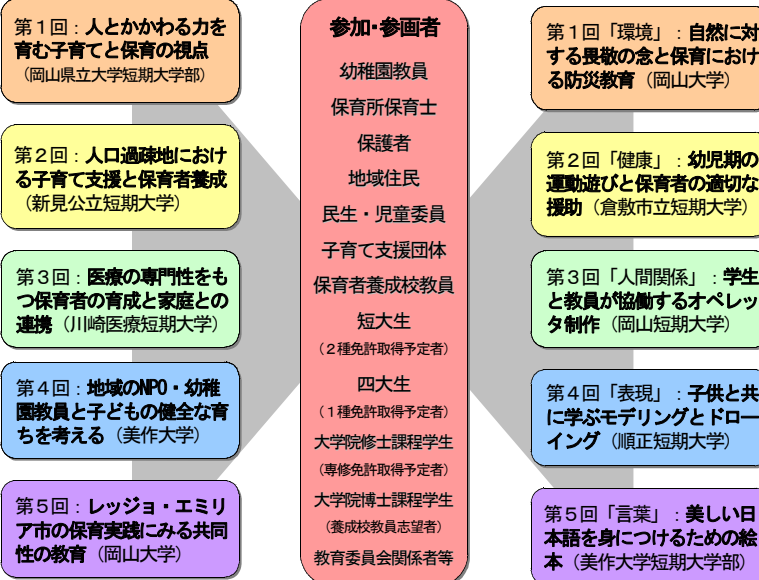 第１回：人とかかわる力を
育む子育てと保育の視点
（岡山県立大学短期大学部）
第２回：人口過疎地におけ
る子育て支援と保育者養成
（新見公立短期大学）
第３回：医療の専門性をも
つ保育者の育成と家庭との
連携（川崎医療短期大学）
第４回：地域のNPO・幼稚
園教員と子どもの健全な育
ちを考える（美作大学）
第５回：レッジョ・エミリ
ア市の保育実践にみる共同
性の教育（岡山大学）
参加・参画者
幼稚園教員
保育所保育士
保護者
地域住民
民生・児童委員
子育て支援団体
保育者養成校教員
短大生
（２種免許取得予定者）
四大生
（１種免許取得予定者）
大学院修士課程学生
（専修免許取得予定者）
大学院博士課程学生
（養成校教員志望者）
教育委員会関係者等
第１回「環境」：自然に対
する畏敬の念と保育におけ
る防災教育（岡山大学）
第２回「健康」：幼児期の
運動遊びと保育者の適切な
援助（倉敷市立短期大学）
第３回「人間関係」：学生
と教員が協働するオペレッ
タ制作（岡山短期大学）
第４回「表現」：子供と共
に学ぶモデリングとドロー
イング（順正短期大学）
第５回「言葉」：美しい日
本語を身につけるための絵
本（美作大学短期大学部）